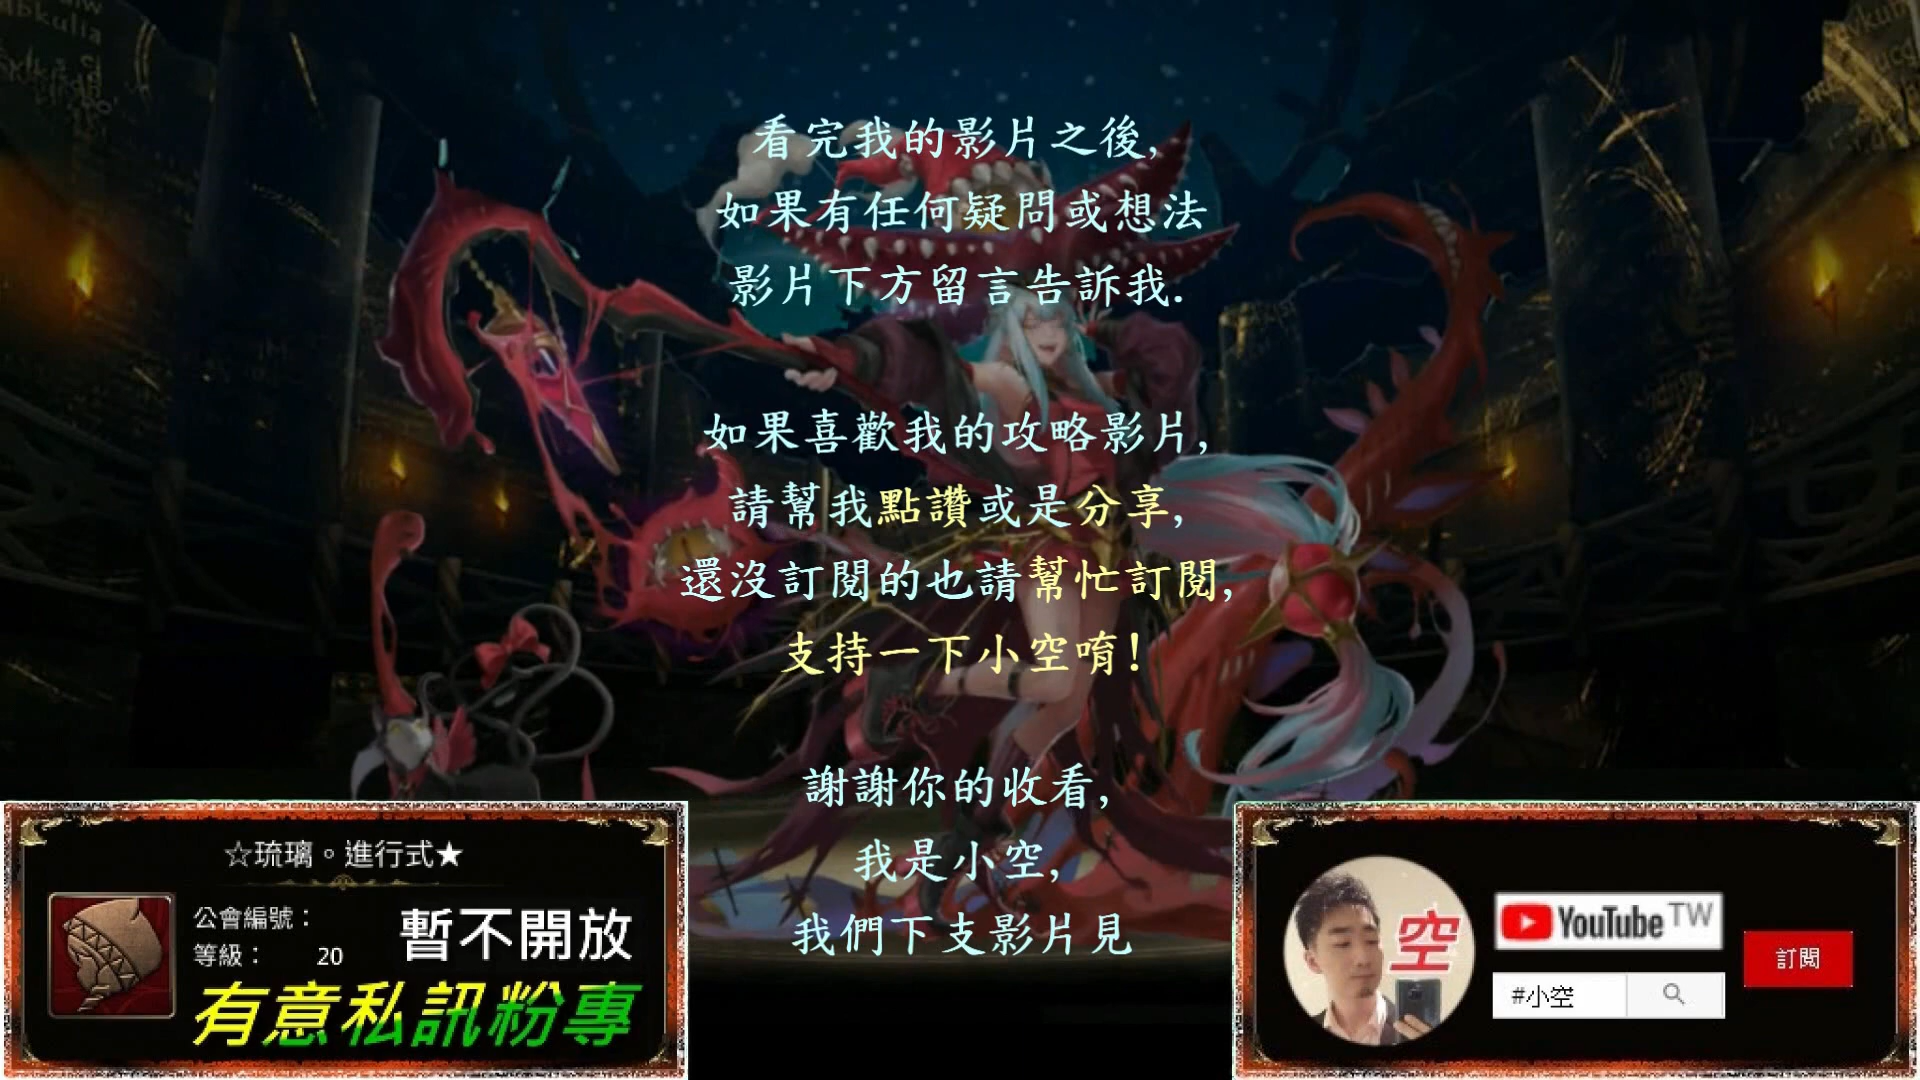 看完我的影片之後,
如果有任何疑問或想法
影片下方留言告訴我.
如果喜歡我的攻略影片,
請幫我點讚或是分享,
還沒訂閱的也請幫忙訂閱,
支持一下小空唷!
謝謝你的收看,
我是小空,
我們下支影片見
☆琉璃。進行式★
公會編號:
等級: 20
暫不開放
有意私訊粉專
空
YouTube TW
#小空
訂閱